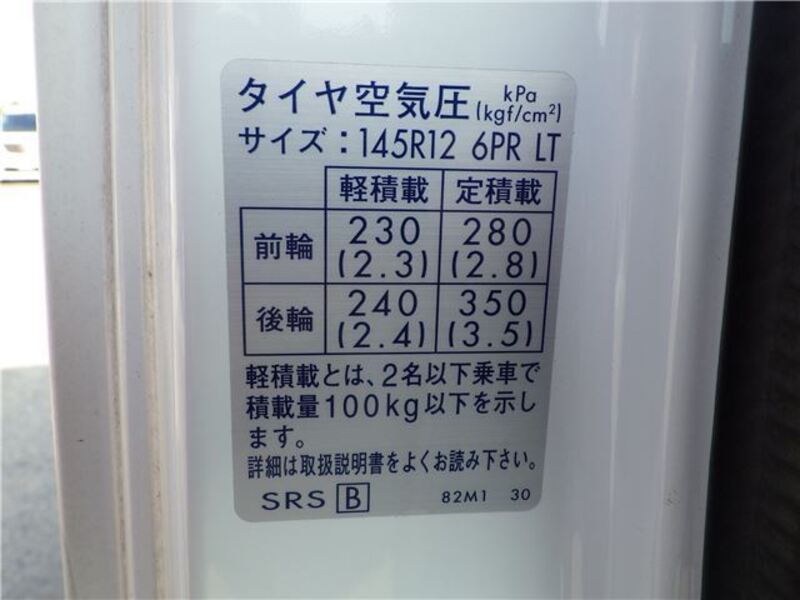 タイヤ空気圧 kPa (kgf/cm²)
サイズ：145R12 6PR LT
軽積載 定積載
前輪 230 (2.3) 280 (2.8)
後輪 240 (2.4) 350 (3.5)
軽積載とは、2名以下乗車で
積載量100kg以下を示し
ます。
詳細は取扱説明書をよくお読み下さい。
SRS B 82M1 30